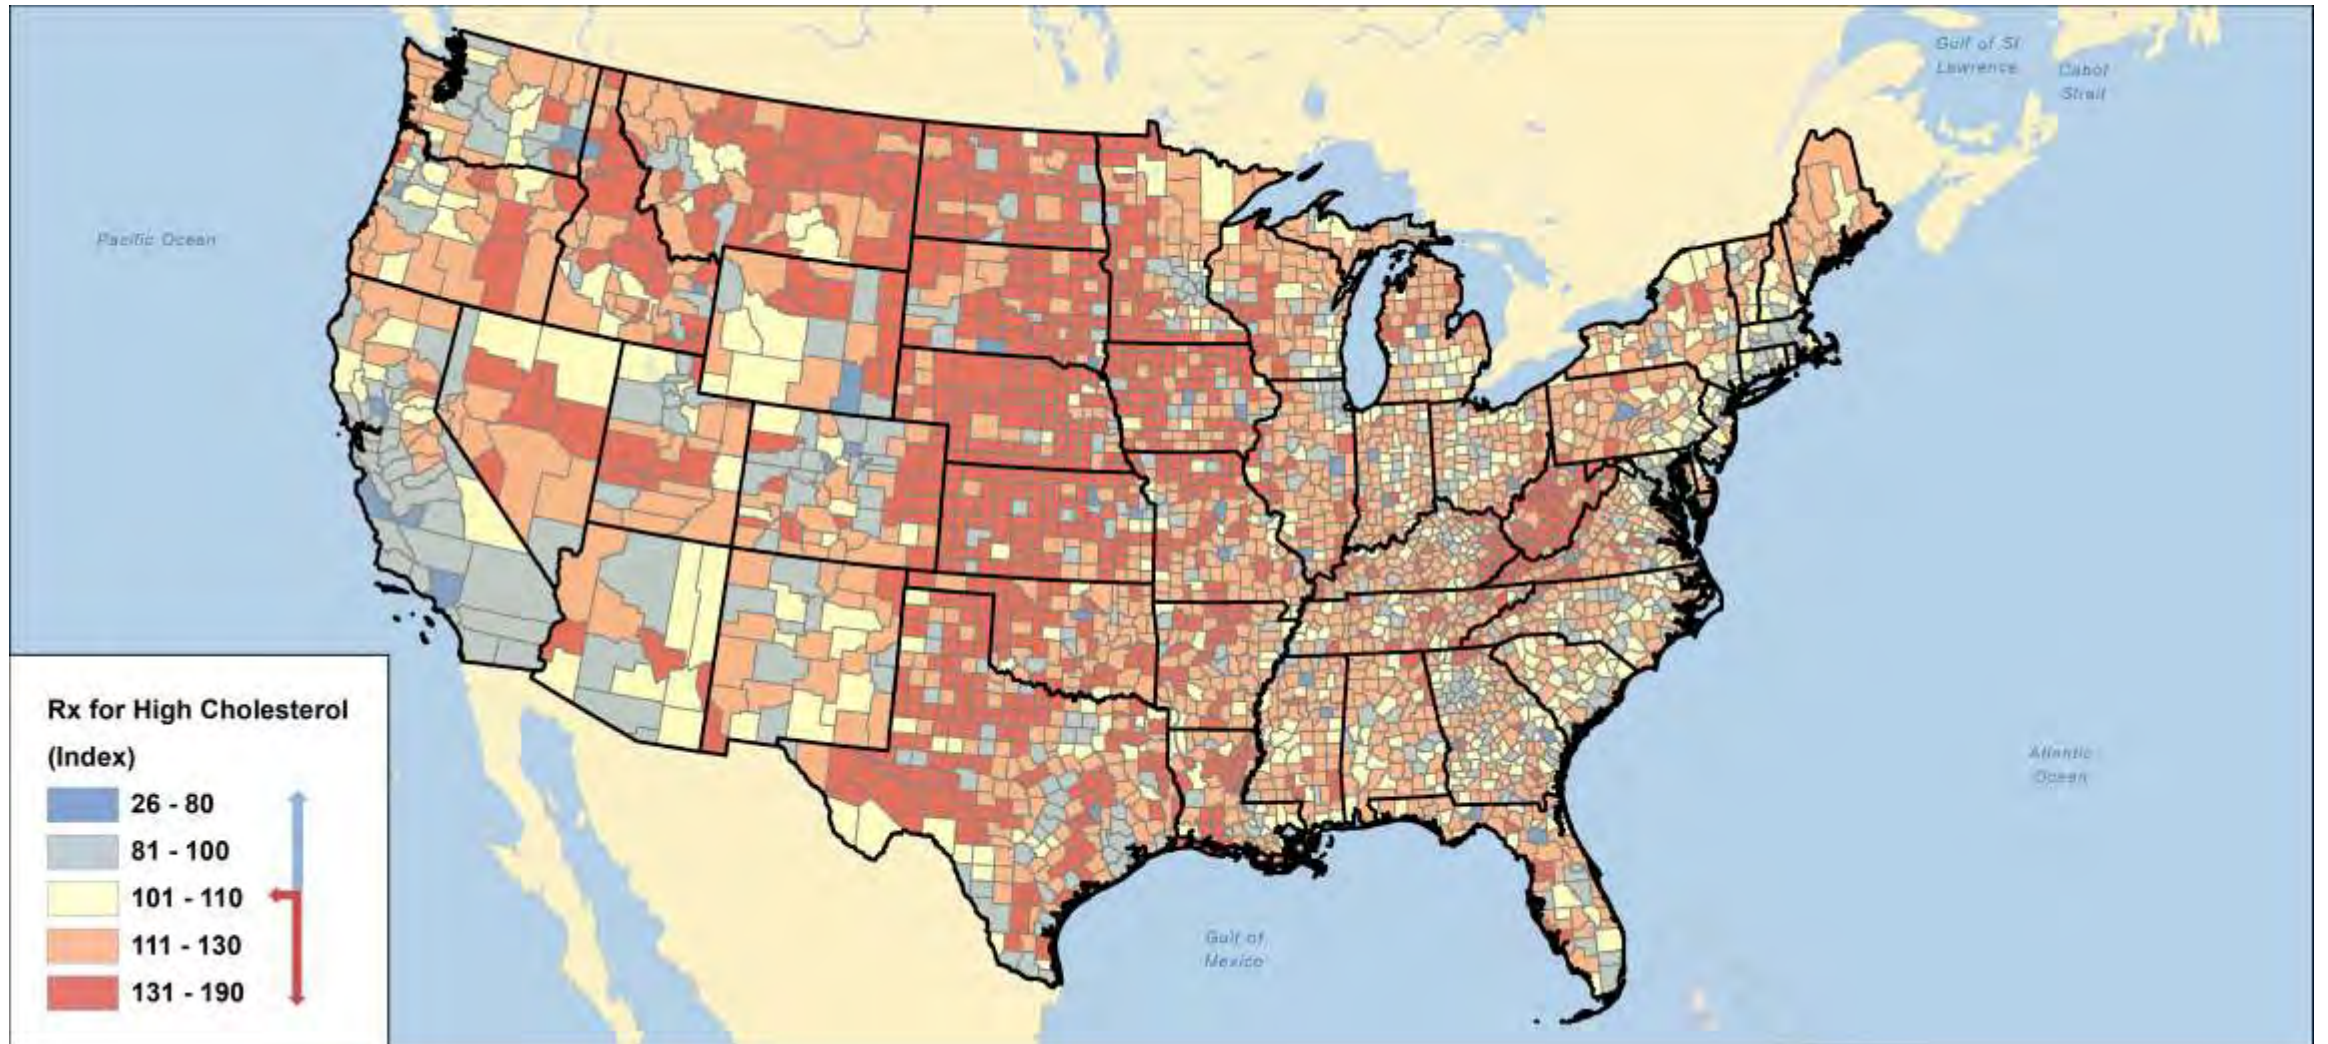 Gulf of St
Lawrence
Cabot
Strait
Pacific Ocean
Rx for High Cholesterol
(Index)
26 - 80
81 - 100
101 - 110
111 - 130
131 - 190
Atlantic
Ocean
Gulf of
Mexico